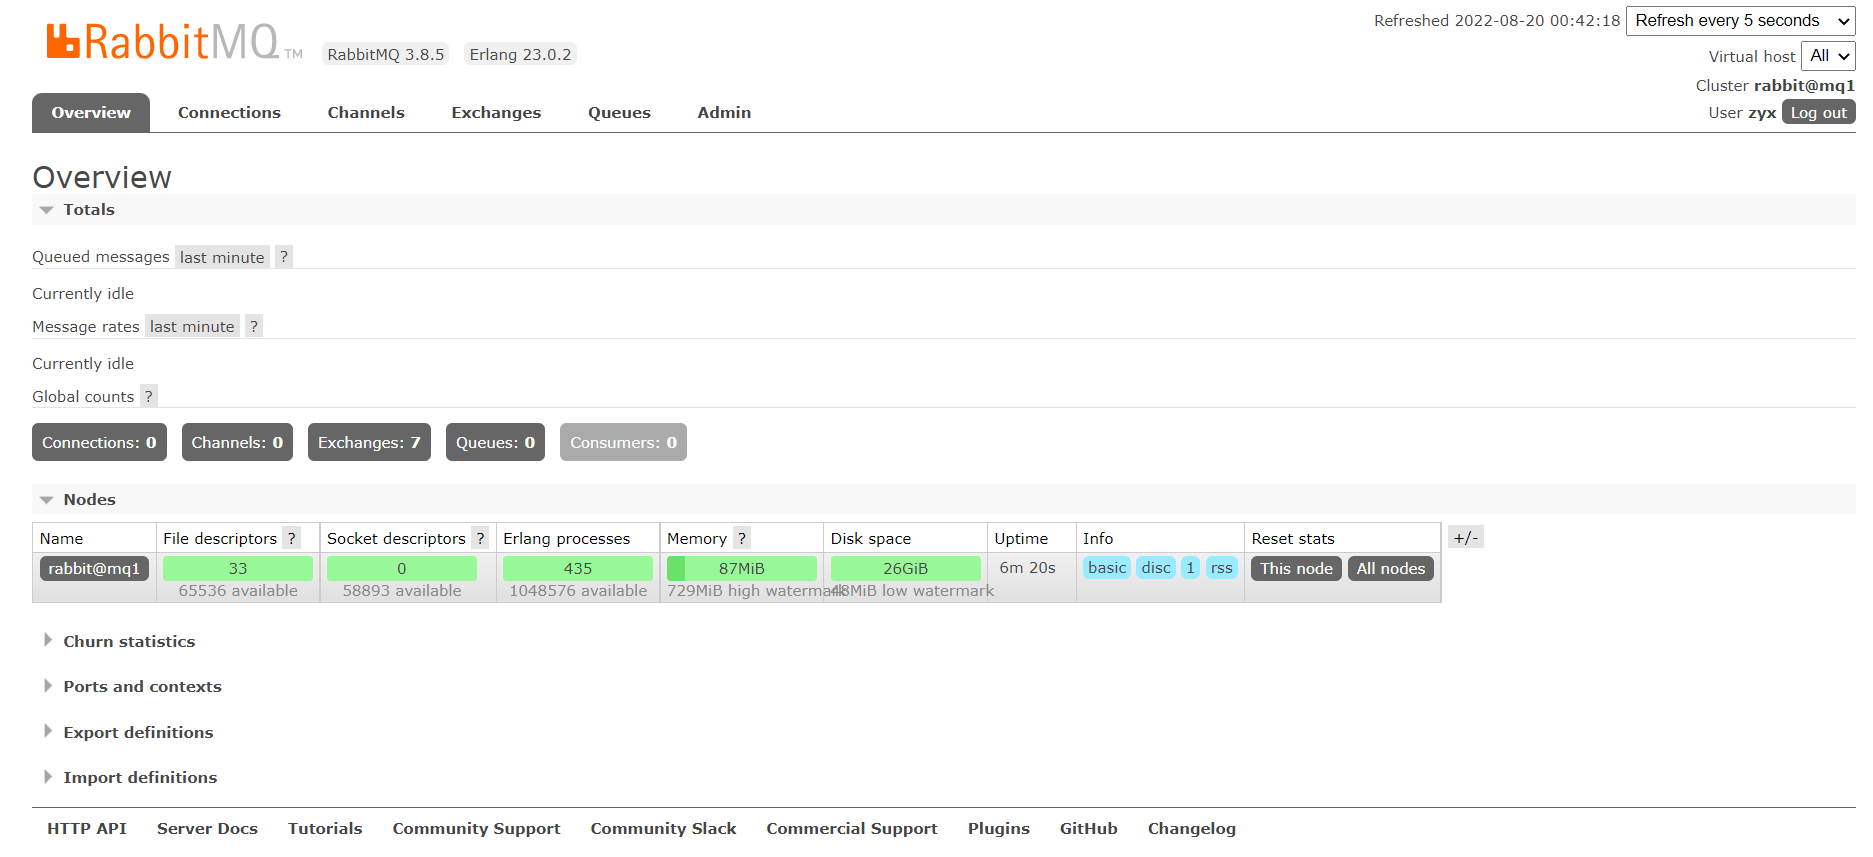 RabbitMQ TM RabbitMQ 3.8.5 Erlang 23.0.2
Refreshed 2022-08-20 00:42:18 Refresh every 5 seconds
Virtual host All
Cluster rabbit@mq1
User zyx Log out
Overview Connections Channels Exchanges Queues Admin
Overview
Totals
Queued messages last minute ?
Currently idle
Message rates last minute ?
Currently idle
Global counts ?
Connections: 0 Channels: 0 Exchanges: 7 Queues: 0 Consumers: 0
Nodes
Name File descriptors ? Socket descriptors ? Erlang processes Memory ? Disk space Uptime Info Reset stats +/-
rabbit@mq1 33 0 435 87MiB 26GiB 6m 20s basic disc 1 rss This node All nodes
65536 available 58893 available 1048576 available 729MiB high watermark 48MiB low watermark
Churn statistics
Ports and contexts
Export definitions
Import definitions
HTTP API Server Docs Tutorials Community Support Community Slack Commercial Support Plugins GitHub Changelog